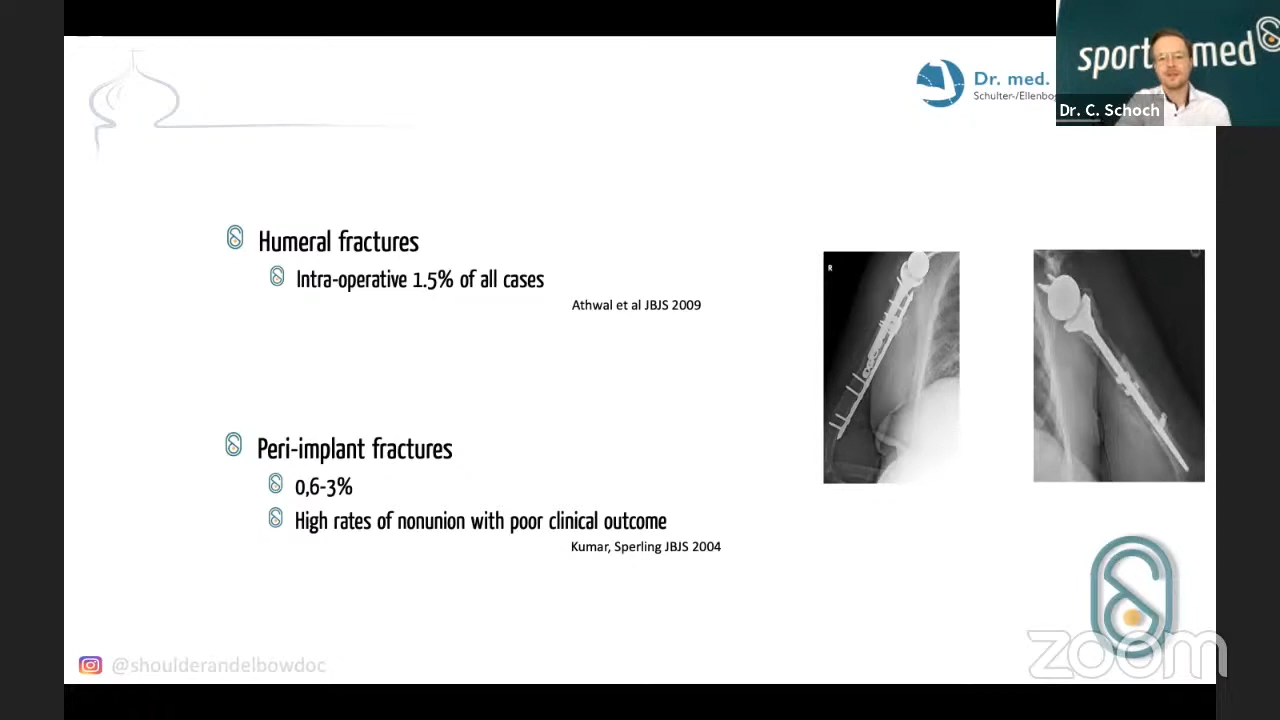 Dr. med.
Schulter-/Ellenbo
sport med
Dr. C. Schoch
Humeral fractures
Intra-operative 1.5% of all cases
Athwal et al JBJS 2009
R
Peri-implant fractures
0,6-3%
High rates of nonunion with poor clinical outcome
Kumar, Sperling JBJS 2004
@shoulderandelbowdoc
zoom